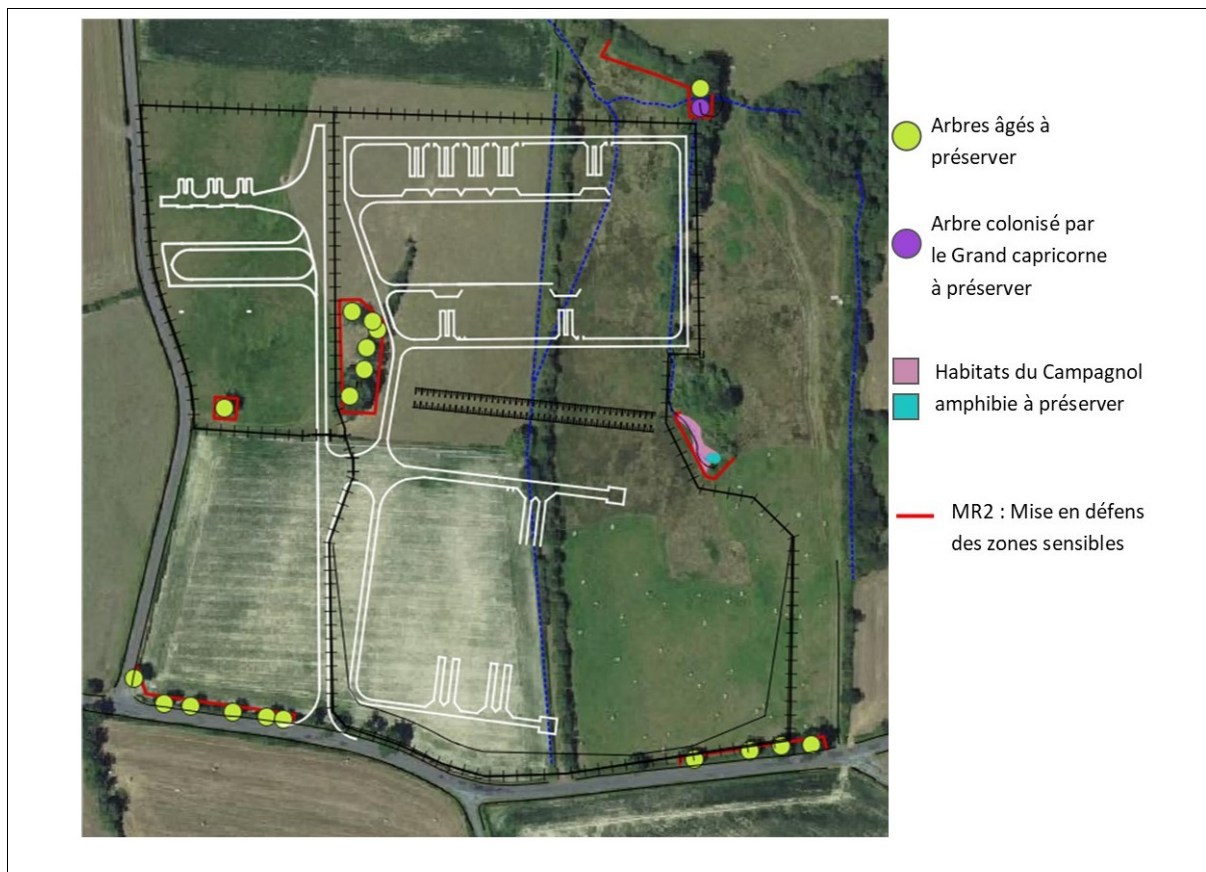 Arbres âgés à
préserver
Arbre colonisé par
le Grand capricorne
à préserver
Habitats du Campagnol
amphibie à préserver
MR2 : Mise en défens
des zones sensibles